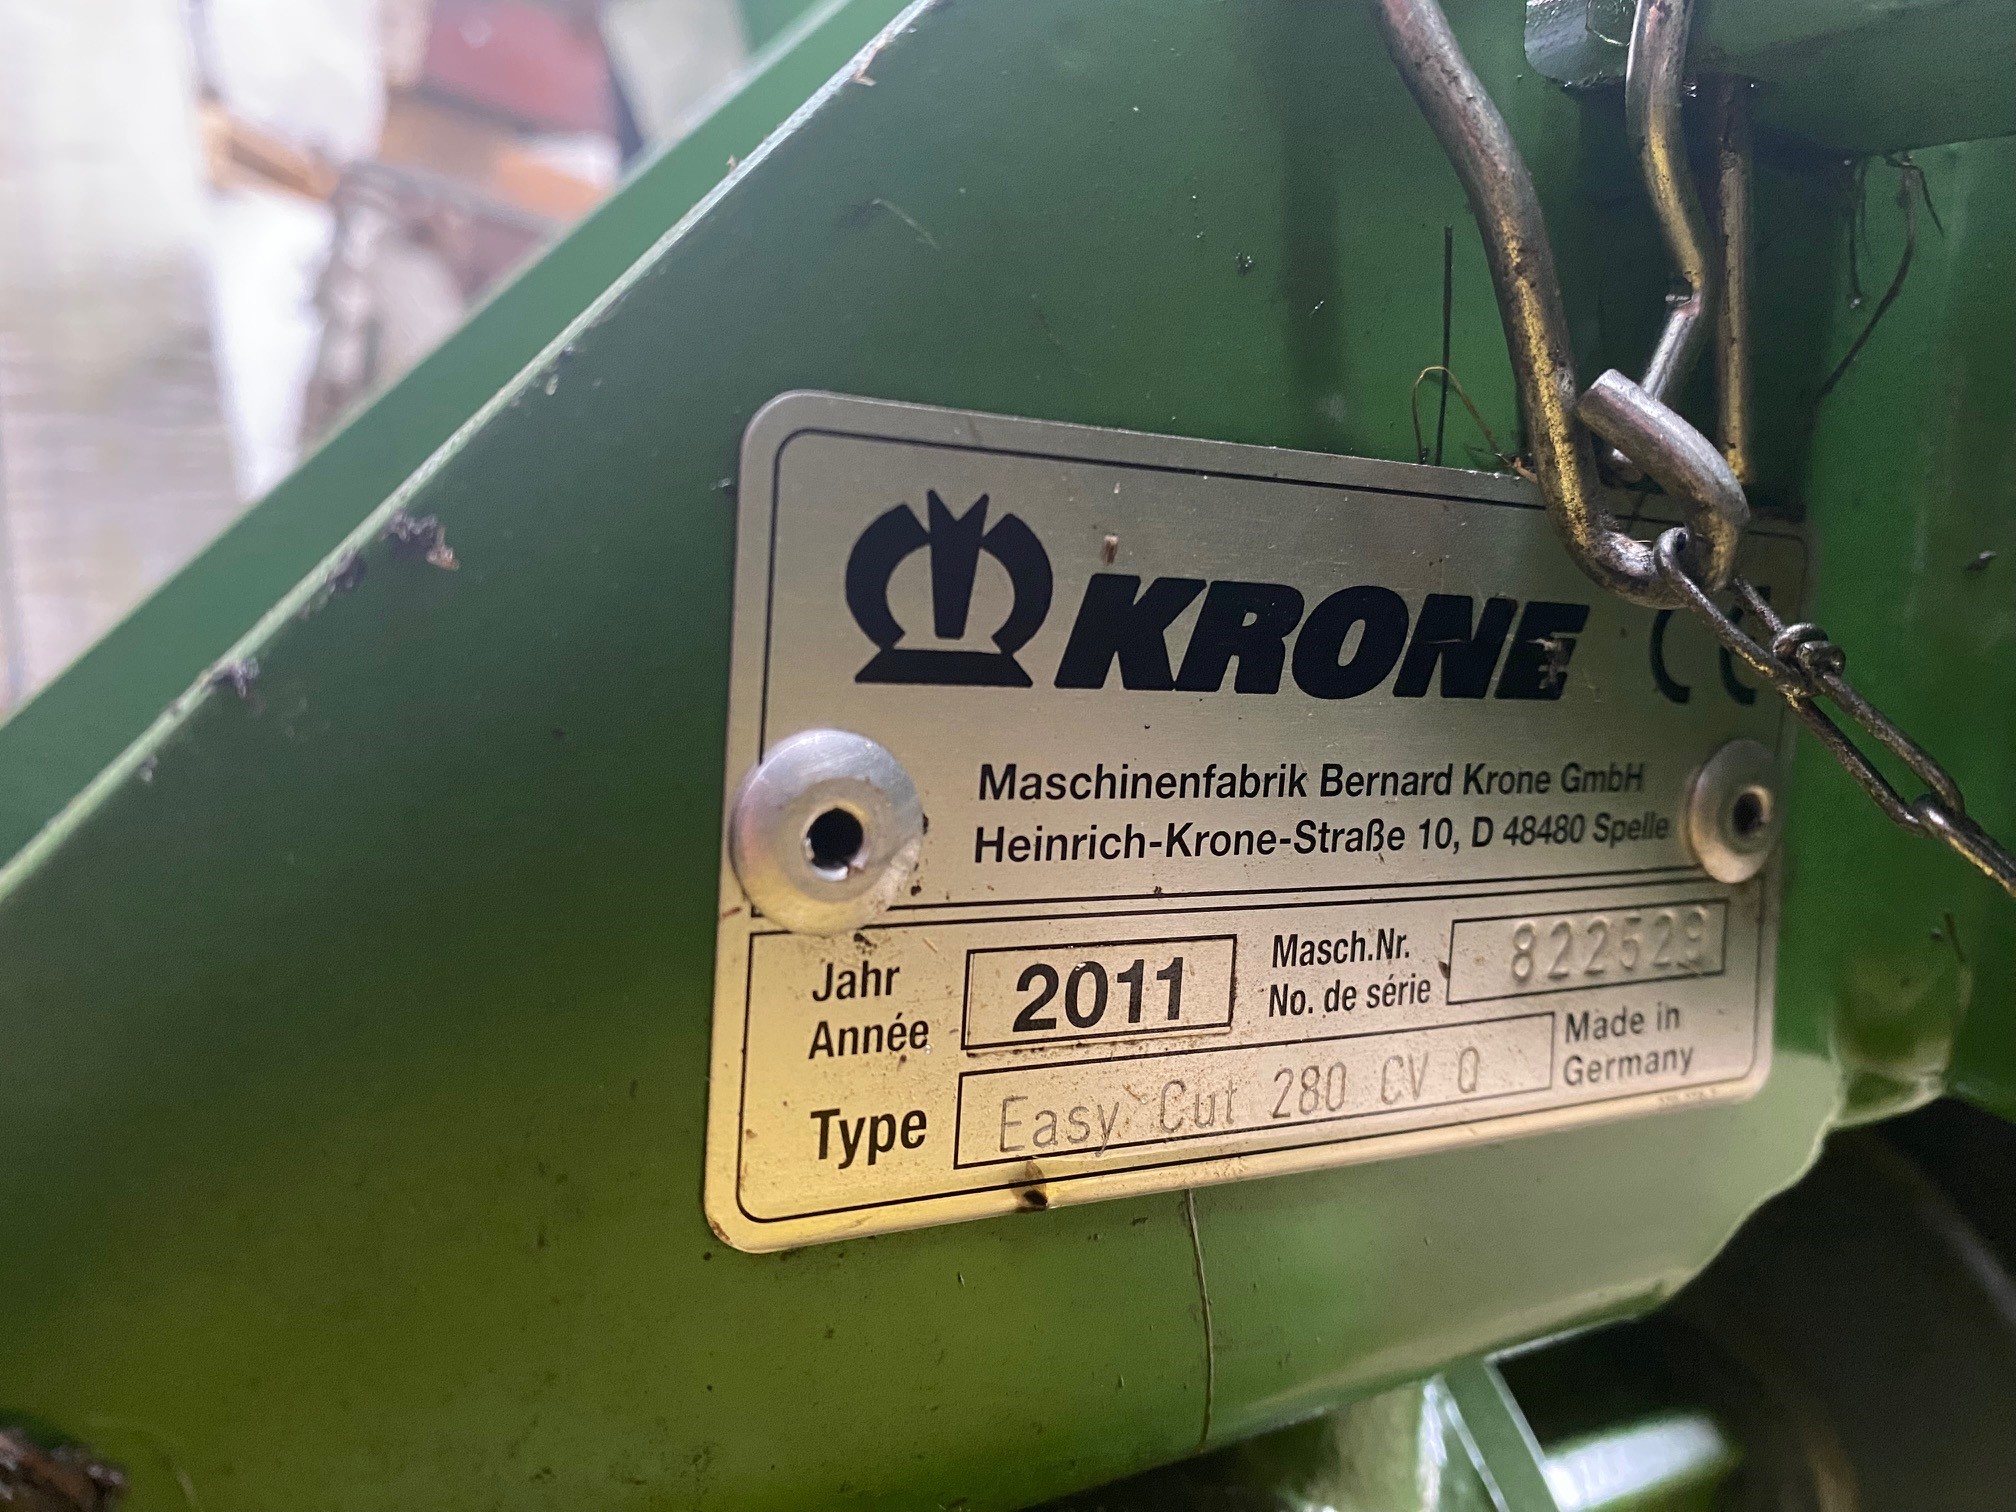 KRONE CE
Maschinenfabrik Bernard Krone GmbH
Heinrich-Krone-Straße 10, D 48480 Spelle
Jahr
Année
2011
Masch.Nr.
No. de série
822529
Type
Easy Cut 280 CV Q
Made in
Germany